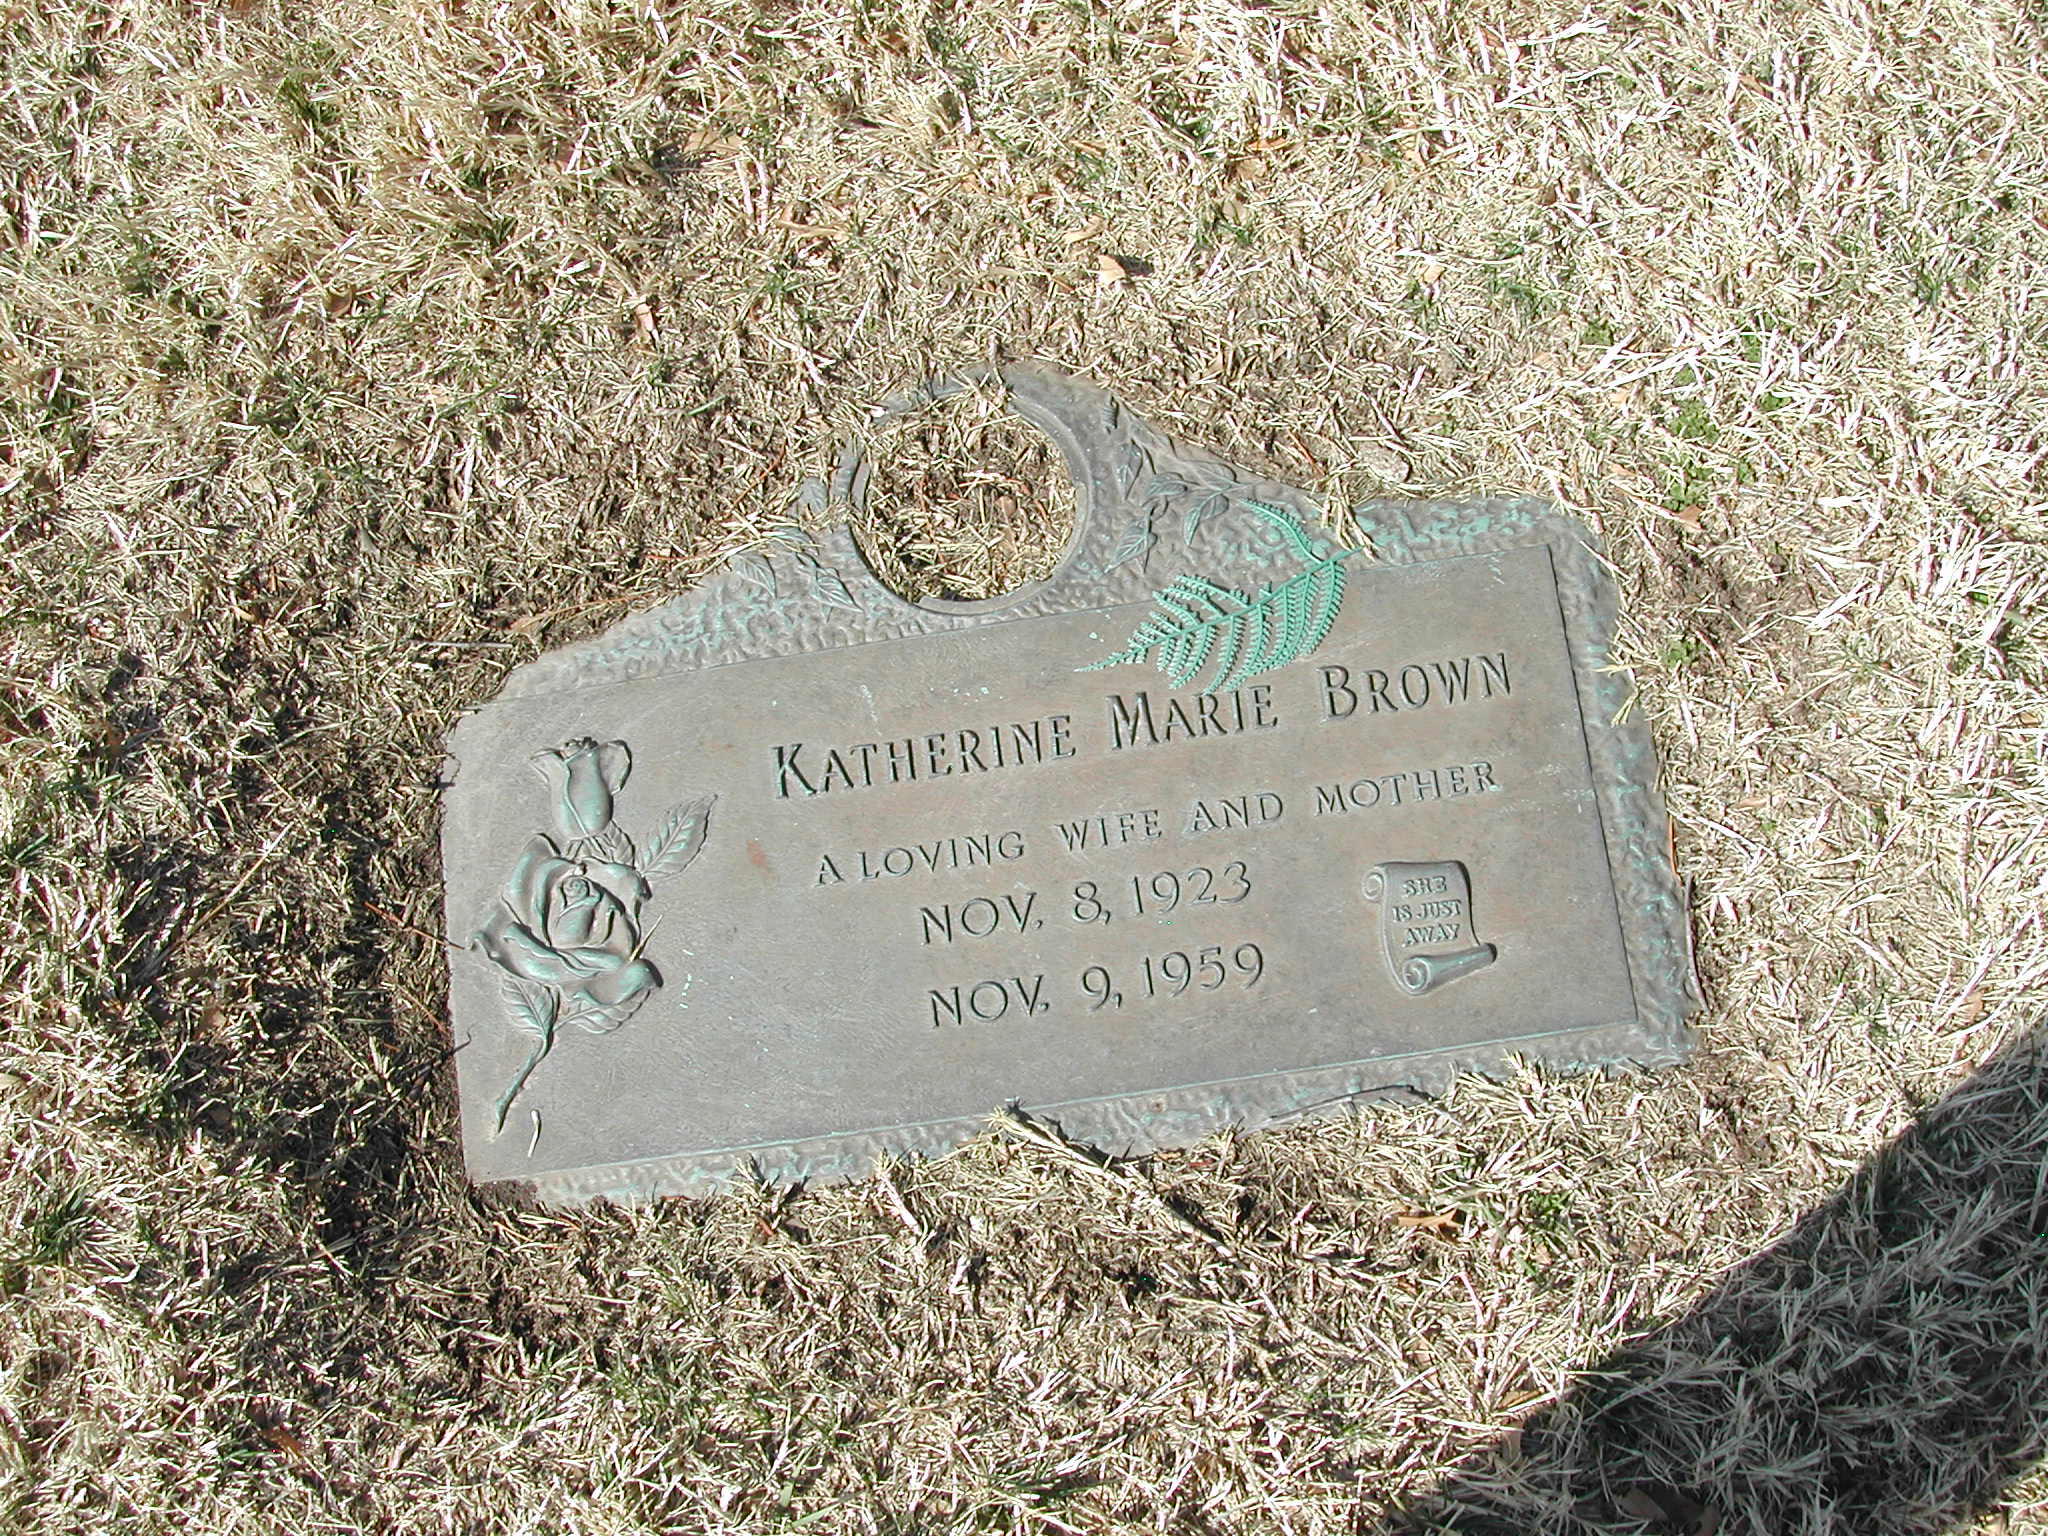 KATHERINE MARIE BROWN
A LOVING WIFE AND MOTHER
NOV. 8, 1923
NOV. 9, 1959
SHE
IS JUST
AWAY